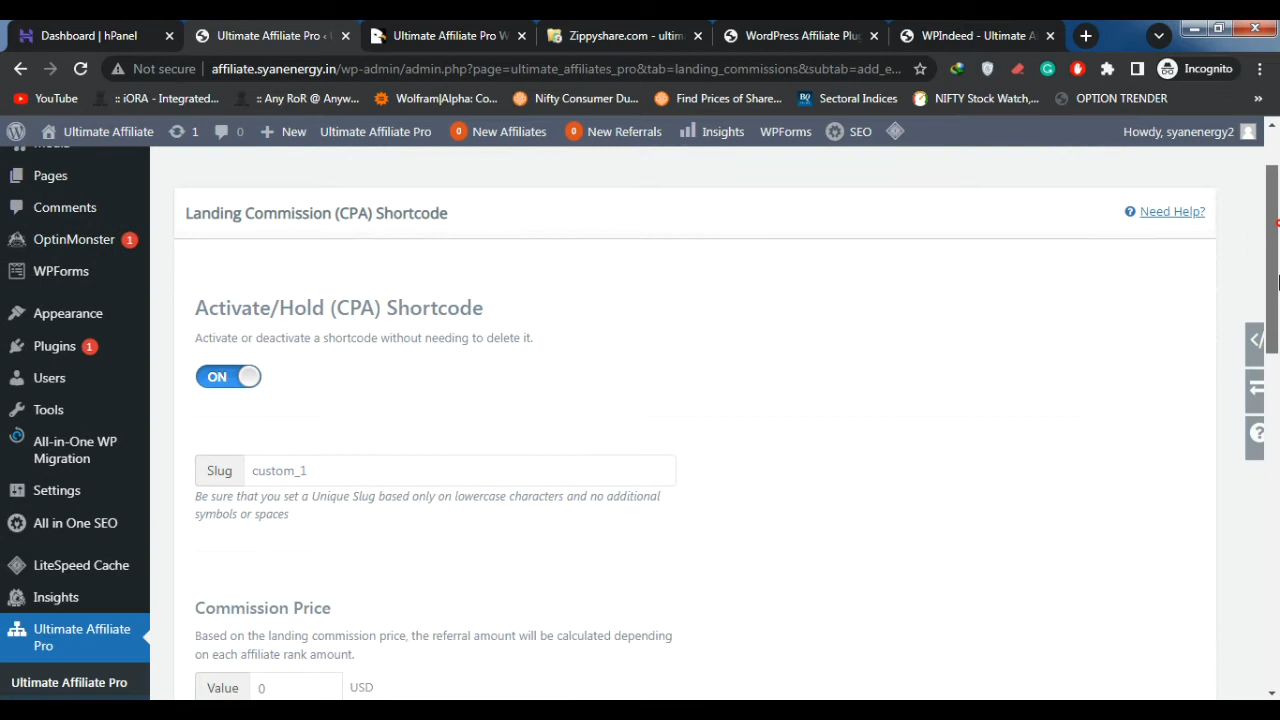 Dashboard | hPanel
Ultimate Affiliate Pro ‹
Ultimate Affiliate Pro W
Zippyshare.com - ultim
WordPress Affiliate Plug
WPIndeed - Ultimate A
Not secure
affiliate.syanenergy.in/wp-admin/admin.php?page=ultimate_affiliates_pro&tab=landing_commissions&subtab=add_e...
Incognito
YouTube
:: iORA - Integrated...
:: Any RoR @ Anyw...
Wolfram|Alpha: Co...
Nifty Consumer Du...
Find Prices of Share...
BQ Sectoral Indices
NIFTY Stock Watch,...
OPTION TRENDER
»
Ultimate Affiliate
1
0
New
Ultimate Affiliate Pro
0 New Affiliates
0 New Referrals
Insights
WPForms
SEO
Howdy, syanenergy2
Pages
Comments
OptinMonster 1
WPForms
Appearance
Plugins 1
Users
Tools
All-in-One WP
Migration
Settings
All in One SEO
LiteSpeed Cache
Insights
Ultimate Affiliate
Pro
Ultimate Affiliate Pro
Landing Commission (CPA) Shortcode
Need Help?
Activate/Hold (CPA) Shortcode
Activate or deactivate a shortcode without needing to delete it.
ON
Slug custom_1
Be sure that you set a Unique Slug based only on lowercase characters and no additional
symbols or spaces
Commission Price
Based on the landing commission price, the referral amount will be calculated depending
on each affiliate rank amount.
Value 0 USD